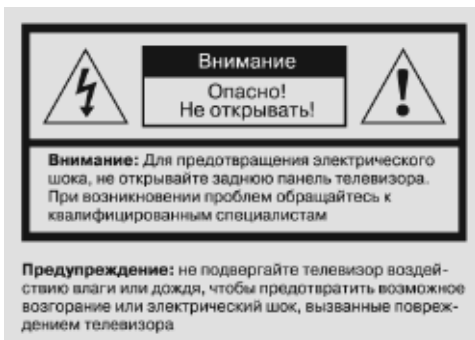 Внимание
Опасно!
Не открывать!
Внимание: Для предотвращения электрического
шока, не открывайте заднюю панель телевизора.
При возникновении проблем обращайтесь к
квалифицированным специалистам
Предупреждение: не подвергайте телевизор воздей-
ствию влаги или дождя, чтобы предотвратить возможное
возгорание или электрический шок, вызванные повреж-
дением телевизора